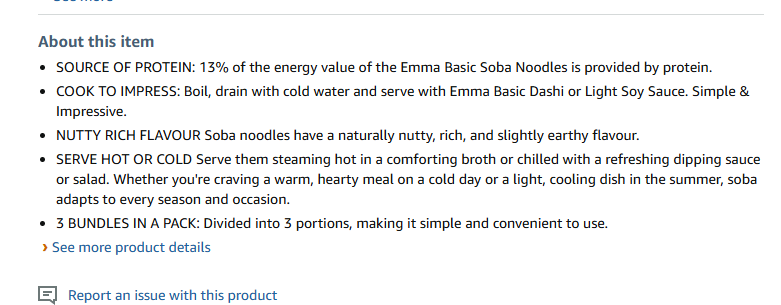 About this item
SOURCE OF PROTEIN: 13% of the energy value of the Emma Basic Soba Noodles is provided by protein.
COOK TO IMPRESS: Boil, drain with cold water and serve with Emma Basic Dashi or Light Soy Sauce. Simple &
Impressive.
NUTTY RICH FLAVOUR Soba noodles have a naturally nutty, rich, and slightly earthy flavour.
SERVE HOT OR COLD Serve them steaming hot in a comforting broth or chilled with a refreshing dipping sauce
or salad. Whether you're craving a warm, hearty meal on a cold day or a light, cooling dish in the summer, soba
adapts to every season and occasion.
3 BUNDLES IN A PACK: Divided into 3 portions, making it simple and convenient to use.
› See more product details
Report an issue with this product